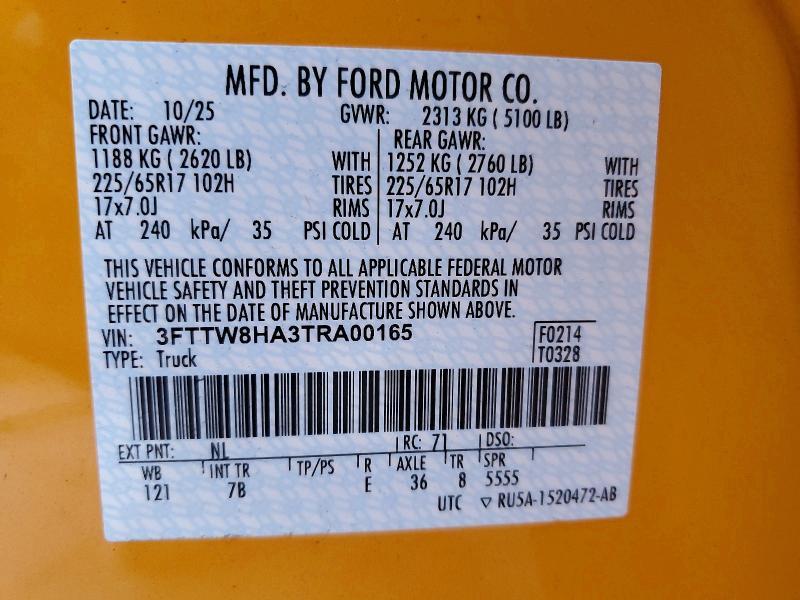 MFD. BY FORD MOTOR CO.
DATE: 10/25 GVWR: 2313 KG ( 5100 LB)
FRONT GAWR: REAR GAWR:
1188 KG ( 2620 LB) WITH 1252 KG ( 2760 LB) WITH
225/65R17 102H TIRES 225/65R17 102H TIRES
17x7.0J RIMS 17x7.0J RIMS
AT 240 kPa/ 35 PSI COLD AT 240 kPa/ 35 PSI COLD
THIS VEHICLE CONFORMS TO ALL APPLICABLE FEDERAL MOTOR
VEHICLE SAFETY AND THEFT PREVENTION STANDARDS IN
EFFECT ON THE DATE OF MANUFACTURE SHOWN ABOVE.
VIN: 3FTTW8HA3TRA00165 F0214
TYPE: Truck T0328
EXT PNT: NL RC: 71 DSO:
WB INT TR TP/PS R AXLE TR SPR
121 7B E 36 8 5555
UTC ▽ RU5A-1520472-AB